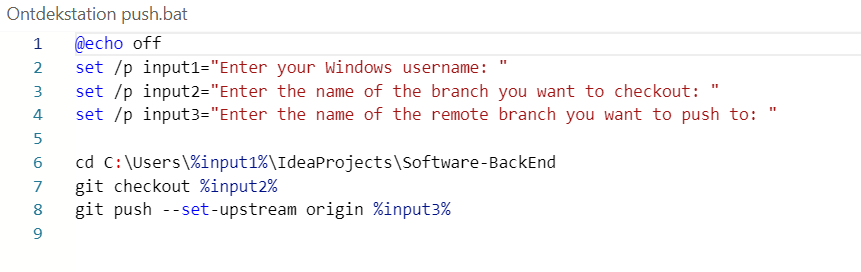 Ontdekstation push.bat
1 @echo off
2 set /p input1="Enter your Windows username: "
3 set /p input2="Enter the name of the branch you want to checkout: "
4 set /p input3="Enter the name of the remote branch you want to push to: "
5
6 cd C:\Users\%input1%\IdeaProjects\Software-BackEnd
7 git checkout %input2%
8 git push --set-upstream origin %input3%
9